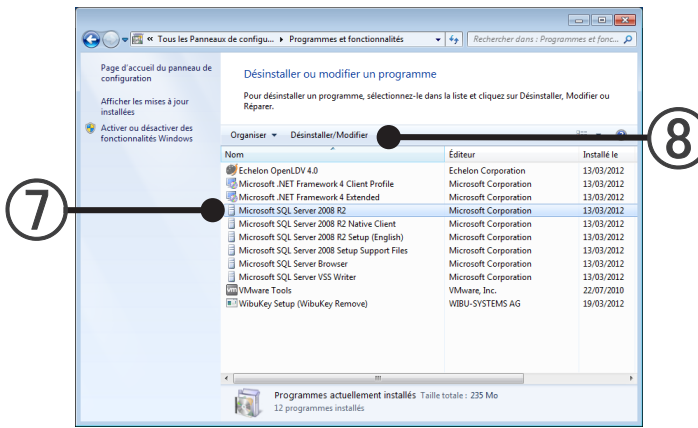 « Tous les Panneaux de configu... ▸ Programmes et fonctionnalités
Rechercher dans : Programmes et fonc...
Page d'accueil du panneau de
configuration
Afficher les mises à jour
installées
Activer ou désactiver des
fonctionnalités Windows
Désinstaller ou modifier un programme
Pour désinstaller un programme, sélectionnez-le dans la liste et cliquez sur Désinstaller, Modifier ou
Réparer.
Organiser Désinstaller/Modifier
8
7
Nom Éditeur Installé le
Echelon OpenLDV 4.0 Echelon Corporation 13/03/2012
Microsoft .NET Framework 4 Client Profile Microsoft Corporation 13/03/2012
Microsoft .NET Framework 4 Extended Microsoft Corporation 13/03/2012
Microsoft SQL Server 2008 R2 Microsoft Corporation 13/03/2012
Microsoft SQL Server 2008 R2 Native Client Microsoft Corporation 13/03/2012
Microsoft SQL Server 2008 R2 Setup (English) Microsoft Corporation 13/03/2012
Microsoft SQL Server 2008 Setup Support Files Microsoft Corporation 13/03/2012
Microsoft SQL Server Browser Microsoft Corporation 13/03/2012
Microsoft SQL Server VSS Writer Microsoft Corporation 13/03/2012
vm VMware Tools VMware, Inc. 22/07/2010
WibuKey Setup (WibuKey Remove) WIBU-SYSTEMS AG 19/03/2012
Programmes actuellement installés Taille totale : 235 Mo
12 programmes installés